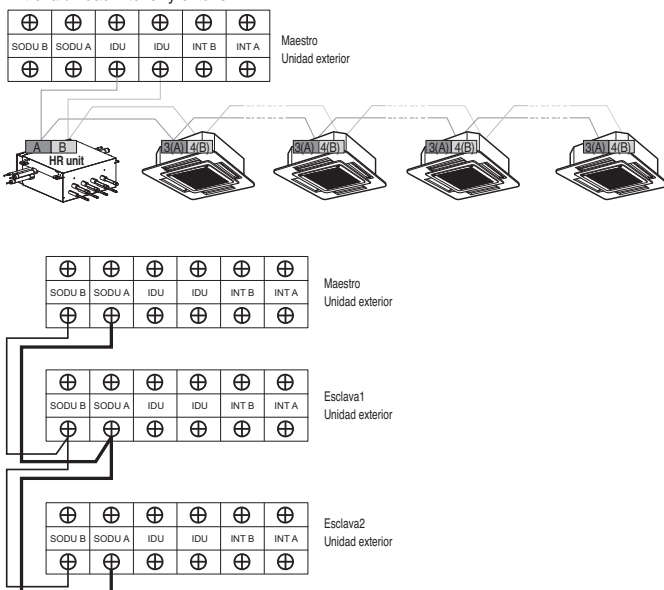 SODU B SODU A IDU IDU INT B INT A
Maestro
Unidad exterior
A B
HR unit
3(A) 4(B) 3(A) 4(B) 3(A) 4(B) 3(A) 4(B)
SODU B SODU A IDU IDU INT B INT A
Maestro
Unidad exterior
SODU B SODU A IDU IDU INT B INT A
Esclava1
Unidad exterior
SODU B SODU A IDU IDU INT B INT A
Esclava2
Unidad exterior